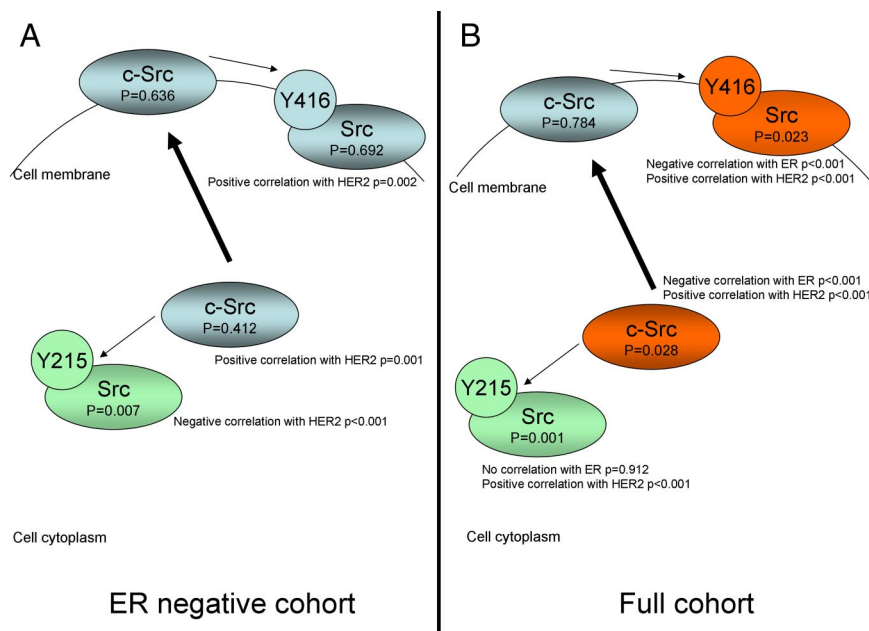 A
c-Src
P=0.636
Y416
Src
P=0.692
Positive correlation with HER2 p=0.002
Cell membrane
c-Src
P=0.412
Positive correlation with HER2 p=0.001
Y215
Src
P=0.007
Negative correlation with HER2 p<0.001
Cell cytoplasm
ER negative cohort
B
c-Src
P=0.784
Y416
Src
P=0.023
Negative correlation with ER p<0.001
Positive correlation with HER2 p<0.001
Cell membrane
Negative correlation with ER p<0.001
Positive correlation with HER2 p<0.001
c-Src
P=0.028
Y215
Src
P=0.001
No correlation with ER p=0.912
Positive correlation with HER2 p<0.001
Cell cytoplasm
Full cohort